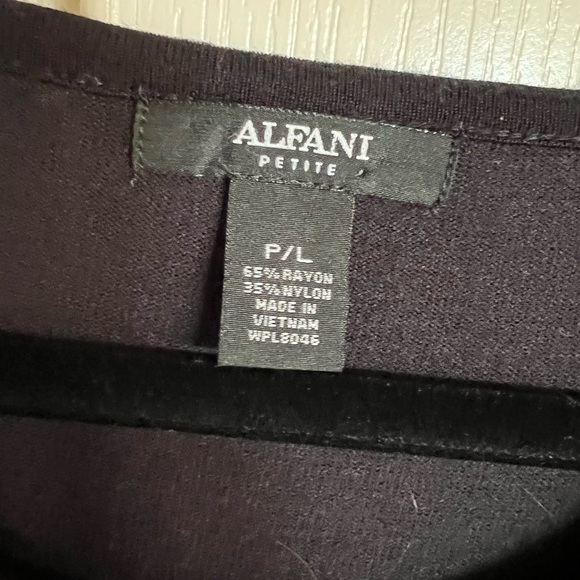 ALFANI
PETITE
P/L
65% RAYON
35% NYLON
MADE IN
VIETNAM
WPL8046